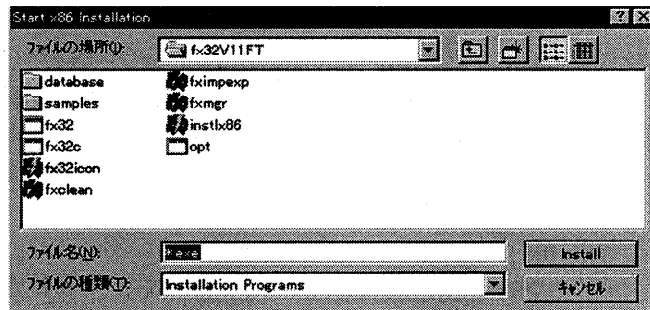 Start x86 Installation
ファイルの場所(I):
fx32V11FT
database
samples
fx32
fx32c
fx32icon
fxclean
fximpexp
fxmgr
instlx86
opt
ファイル名(N):
*.exe
Install
ファイルの種類(T):
Installation Programs
キャンセル